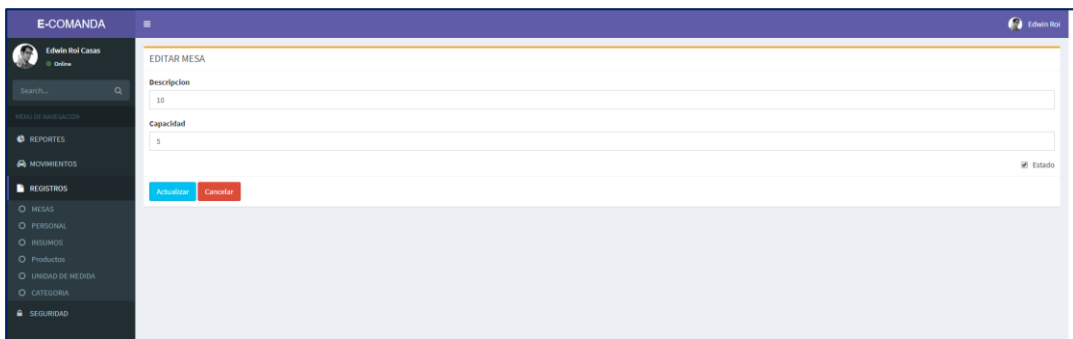 E-COMANDA
Edwin Roi
Edwin Roi Casas
Online
Search...
MENU DE NAVEGACION
REPORTES
MOVIMIENTOS
REGISTROS
MESAS
PERSONAL
INSUMOS
Productos
UNIDAD DE MEDIDA
CATEGORIA
SEGURIDAD
EDITAR MESA
Descripcion
10
Capacidad
5
Estado
Actualizar Cancelar